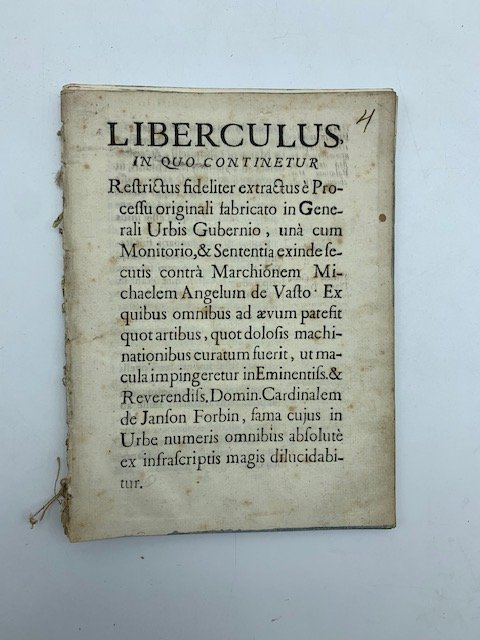 4
LIBERCULUS,
IN QUO CONTINETUR
Restrictus fideliter extractus è Pro-
cessu originali fabricato in Gene-
rali Urbis Gubernio, unà cum
Monitorio, & Sententia exinde se-
cutis contrà Marchionem Mi-
chaelem Angelum de Vasto. Ex
quibus omnibus ad ævum patesit
quot artibus, quot dolosis machi-
nationibus curatum fuerit, ut ma-
cula impingeretur in Eminentiss. &
Reverendiss. Domin. Cardinalem
de Janson Forbin, fama cujus in
Urbe numeris omnibus absolutè
ex infrascriptis magis dilucidabi-
tur.